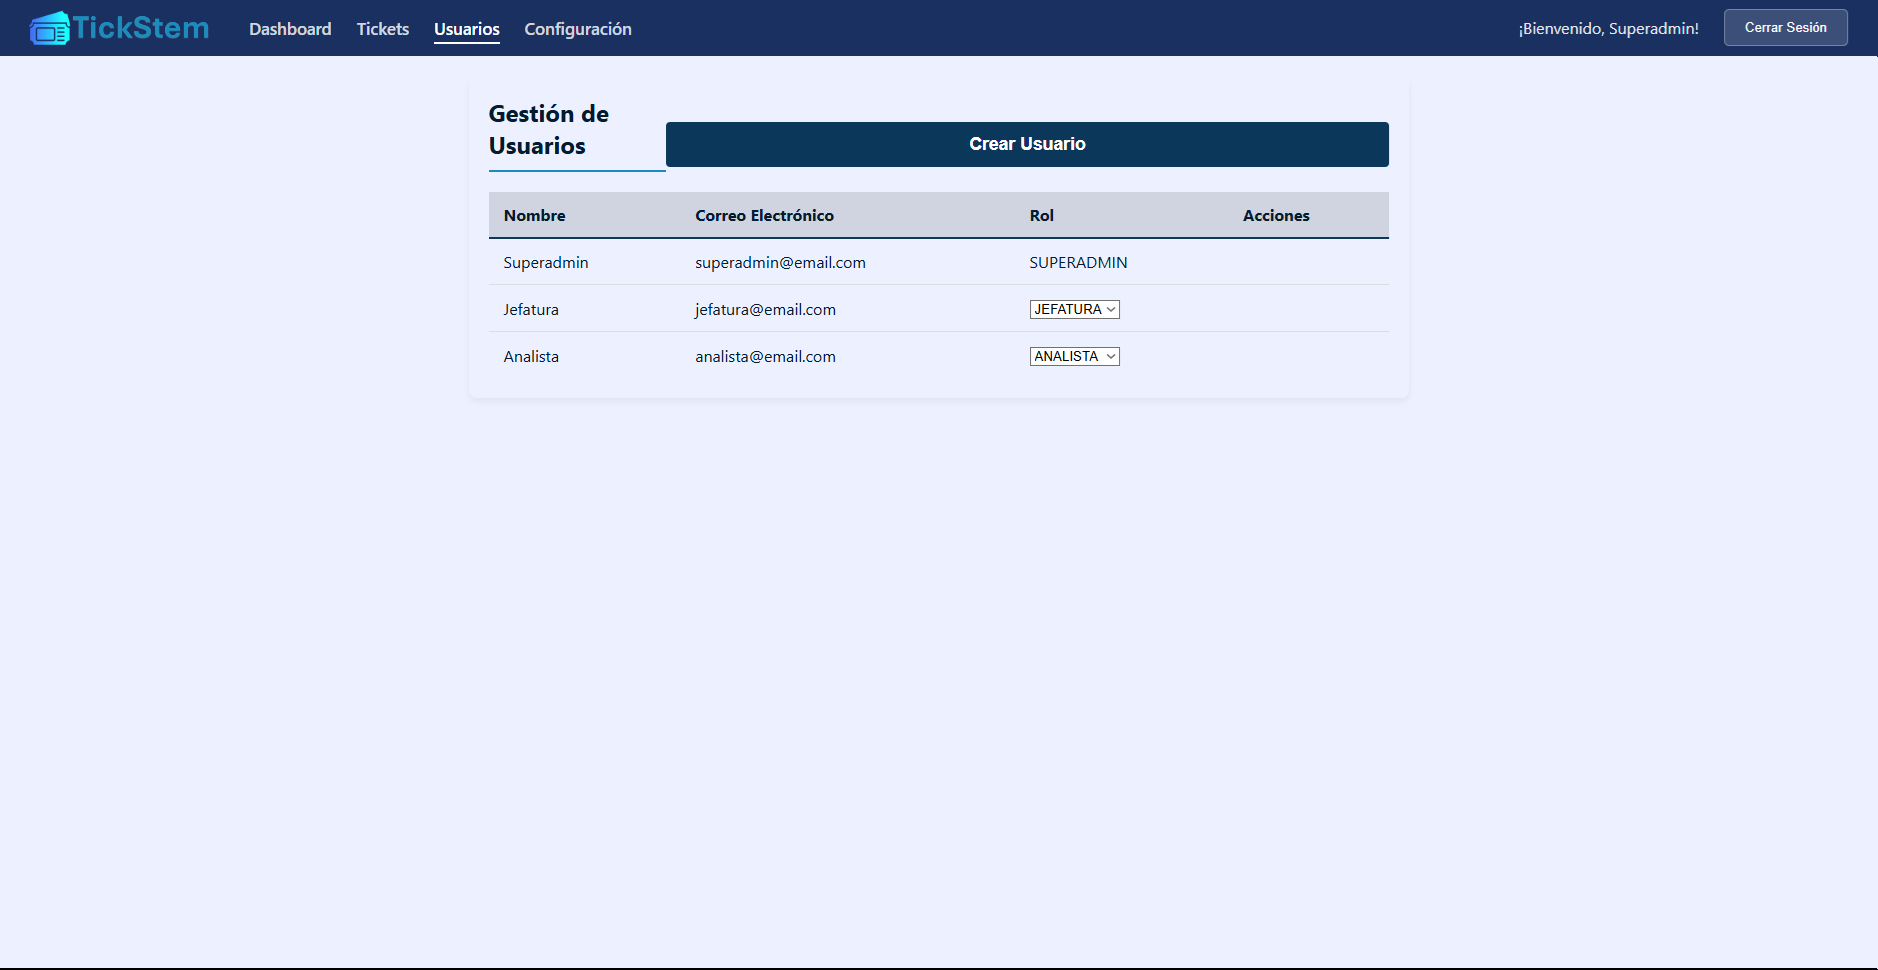 TickStem
Dashboard Tickets Usuarios Configuración
¡Bienvenido, Superadmin!
Cerrar Sesión
Gestión de
Usuarios
Crear Usuario
Nombre Correo Electrónico Rol Acciones
Superadmin superadmin@email.com SUPERADMIN
Jefatura jefatura@email.com JEFATURA
Analista analista@email.com ANALISTA